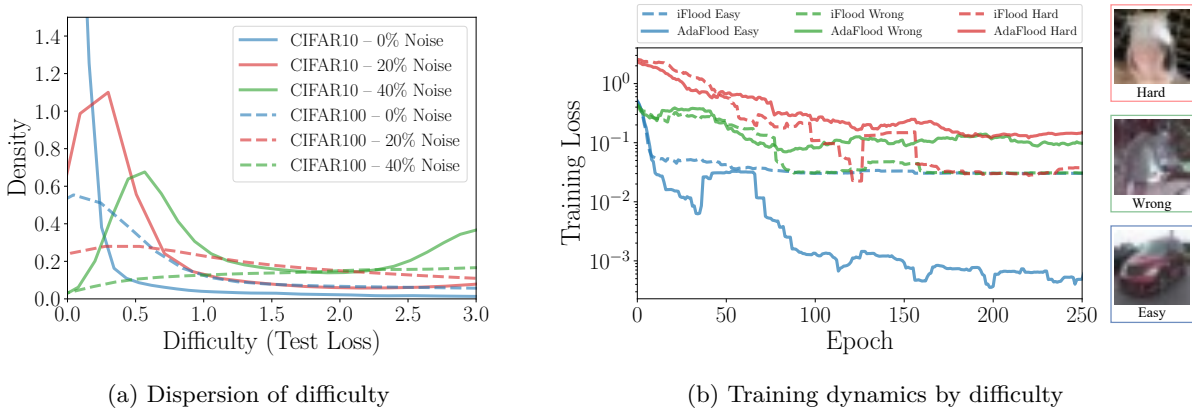 1.4
1.2
1.0
0.8
0.6
0.4
0.2
0.0
Density
CIFAR10 – 0% Noise
CIFAR10 – 20% Noise
CIFAR10 – 40% Noise
CIFAR100 – 0% Noise
CIFAR100 – 20% Noise
CIFAR100 – 40% Noise
0.0 0.5 1.0 1.5 2.0 2.5 3.0
Difficulty (Test Loss)
(a) Dispersion of difficulty
iFlood Easy iFlood Wrong iFlood Hard
AdaFlood Easy AdaFlood Wrong AdaFlood Hard
10^0
10^-1
10^-2
10^-3
Training Loss
0 50 100 150 200 250
Epoch
Hard
Wrong
Easy
(b) Training dynamics by difficulty